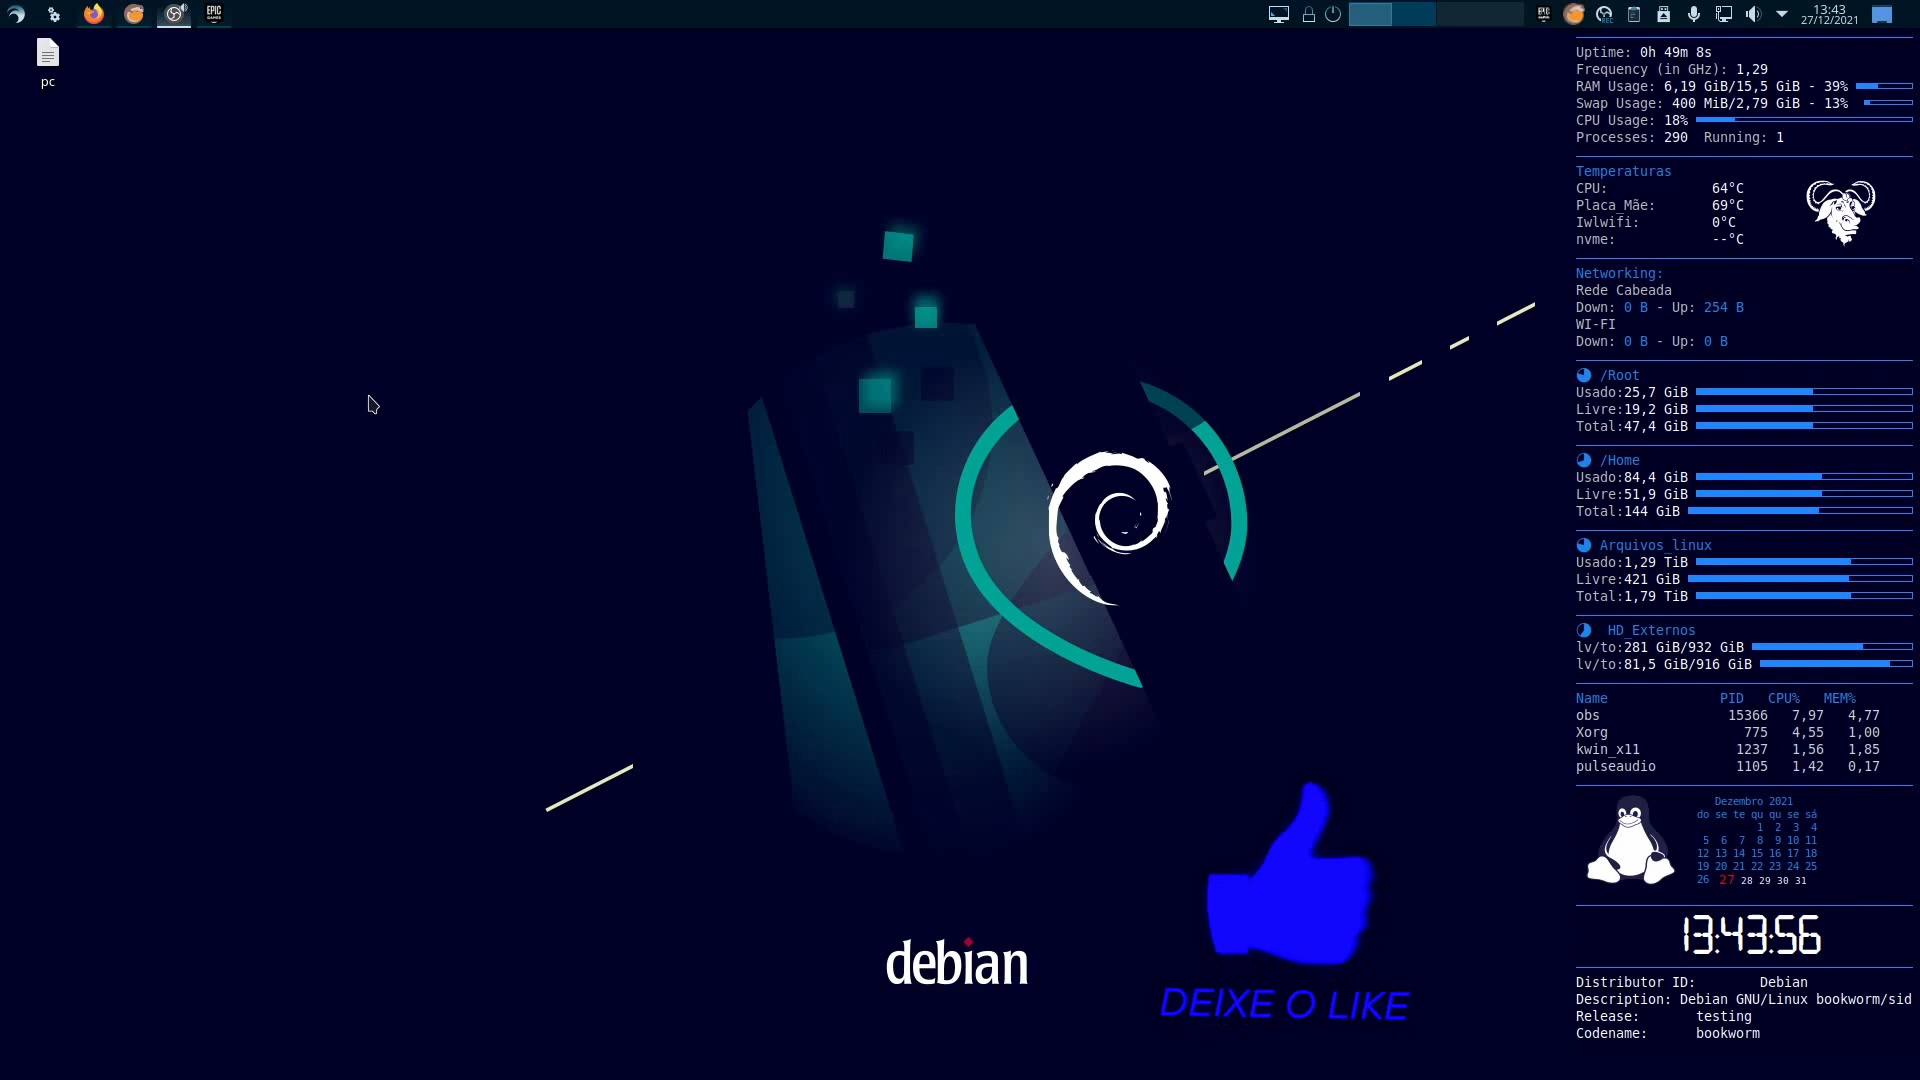 EPIC GAMES
REC
13:43
27/12/2021
pc
Uptime: 0h 49m 8s
Frequency (in GHz): 1,29
RAM Usage: 6,19 GiB/15,5 GiB - 39%
Swap Usage: 400 MiB/2,79 GiB - 13%
CPU Usage: 18%
Processes: 290 Running: 1
Temperaturas
CPU: 64°C
Placa_Mãe: 69°C
Iwlwifi: 0°C
nvme: --°C
Networking:
Rede Cabeada
Down: 0 B - Up: 254 B
WI-FI
Down: 0 B - Up: 0 B
/Root
Usado:25,7 GiB
Livre:19,2 GiB
Total:47,4 GiB
/Home
Usado:84,4 GiB
Livre:51,9 GiB
Total:144 GiB
Arquivos_linux
Usado:1,29 TiB
Livre:421 GiB
Total:1,79 TiB
HD_Externos
lv/to:281 GiB/932 GiB
lv/to:81,5 GiB/916 GiB
Name PID CPU% MEM%
obs 15366 7,97 4,77
Xorg 775 4,55 1,00
kwin_x11 1237 1,56 1,85
pulseaudio 1105 1,42 0,17
Dezembro 2021
do se te qu qu se sá
1 2 3 4
5 6 7 8 9 10 11
12 13 14 15 16 17 18
19 20 21 22 23 24 25
26 27 28 29 30 31
13:43:56
Distributor ID: Debian
Description: Debian GNU/Linux bookworm/sid
Release: testing
Codename: bookworm
debian
DEIXE O LIKE